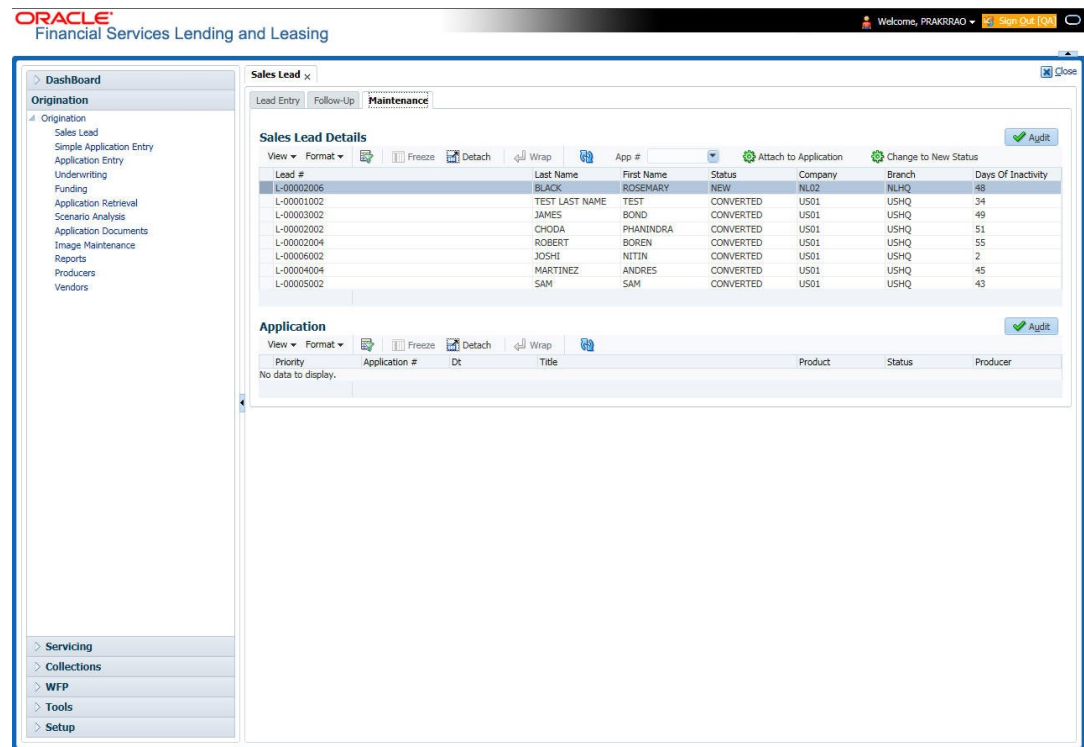 ORACLE
Financial Services Lending and Leasing
Welcome, PRAKRRAO Sign Out [QA]
DashBoard
Origination
Origination
Sales Lead
Simple Application Entry
Application Entry
Underwriting
Funding
Application Retrieval
Scenario Analysis
Application Documents
Image Maintenance
Reports
Producers
Vendors
Servicing
Collections
WFP
Tools
Setup
Sales Lead x Close
Lead Entry Follow-Up Maintenance
Sales Lead Details Audit
View Format Freeze Detach Wrap App # Attach to Application Change to New Status
Lead # Last Name First Name Status Company Branch Days Of Inactivity
L-00002006 BLACK ROSEMARY NEW NL02 NLHQ 48
L-00001002 TEST LAST NAME TEST CONVERTED US01 USHQ 34
L-00003002 JAMES BOND CONVERTED US01 USHQ 49
L-00002002 CHODA PHANINDRA CONVERTED US01 USHQ 51
L-00002004 ROBERT BOREN CONVERTED US01 USHQ 55
L-00006002 JOSHI NITIN CONVERTED US01 USHQ 2
L-00004004 MARTINEZ ANDRES CONVERTED US01 USHQ 45
L-00005002 SAM SAM CONVERTED US01 USHQ 43
Application Audit
View Format Freeze Detach Wrap
Priority Application # Dt Title Product Status Producer
No data to display.